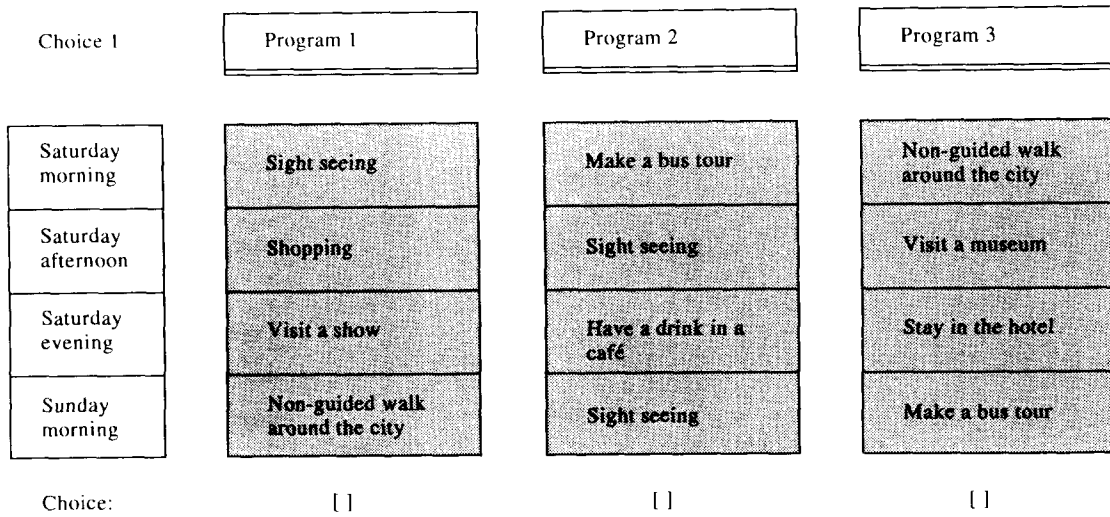 Choice 1 Program 1 Program 2 Program 3
Saturday morning Sight seeing Make a bus tour Non-guided walk around the city
Saturday afternoon Shopping Sight seeing Visit a museum
Saturday evening Visit a show Have a drink in a café Stay in the hotel
Sunday morning Non-guided walk around the city Sight seeing Make a bus tour
Choice: [ ] [ ] [ ]